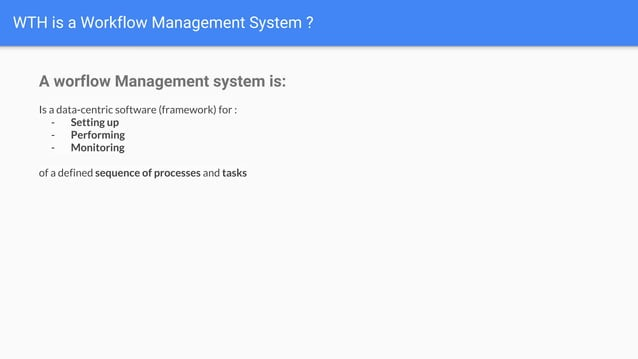 WTH is a Workflow Management System ?
A worflow Management system is:
Is a data-centric software (framework) for :
- Setting up
- Performing
- Monitoring
of a defined sequence of processes and tasks